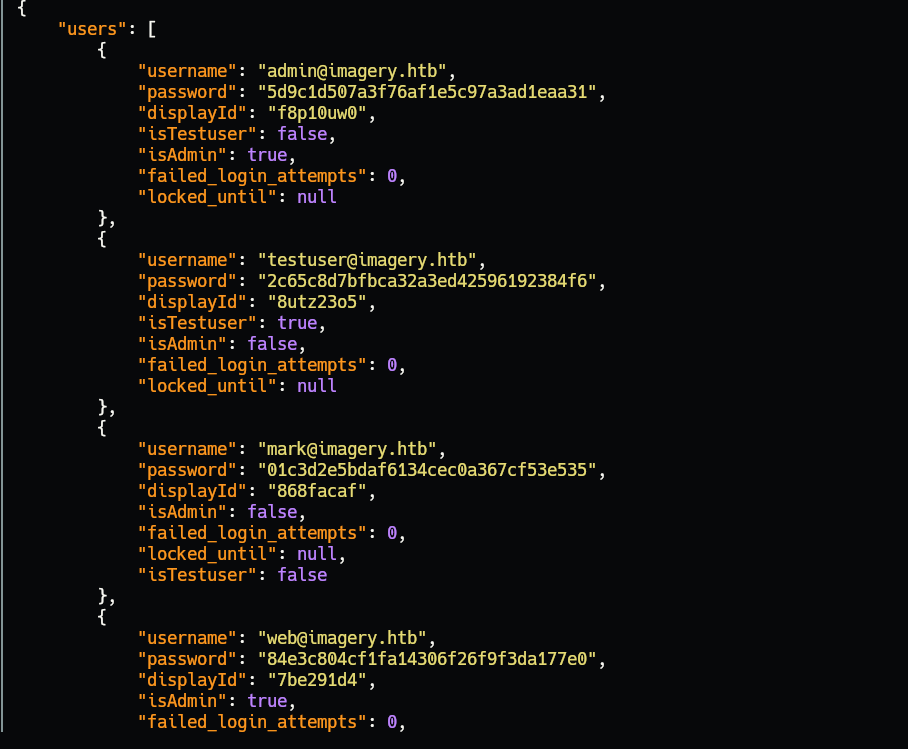 {
"users": [
{
"username": "admin@imagery.htb",
"password": "5d9c1d507a3f76af1e5c97a3ad1eaa31",
"displayId": "f8p10uw0",
"isTestuser": false,
"isAdmin": true,
"failed_login_attempts": 0,
"locked_until": null
},
{
"username": "testuser@imagery.htb",
"password": "2c65c8d7bfbca32a3ed42596192384f6",
"displayId": "8utz23o5",
"isTestuser": true,
"isAdmin": false,
"failed_login_attempts": 0,
"locked_until": null
},
{
"username": "mark@imagery.htb",
"password": "01c3d2e5bdaf6134cec0a367cf53e535",
"displayId": "868facaf",
"isAdmin": false,
"failed_login_attempts": 0,
"locked_until": null,
"isTestuser": false
},
{
"username": "web@imagery.htb",
"password": "84e3c804cf1fa14306f26f9f3da177e0",
"displayId": "7be291d4",
"isAdmin": true,
"failed_login_attempts": 0,